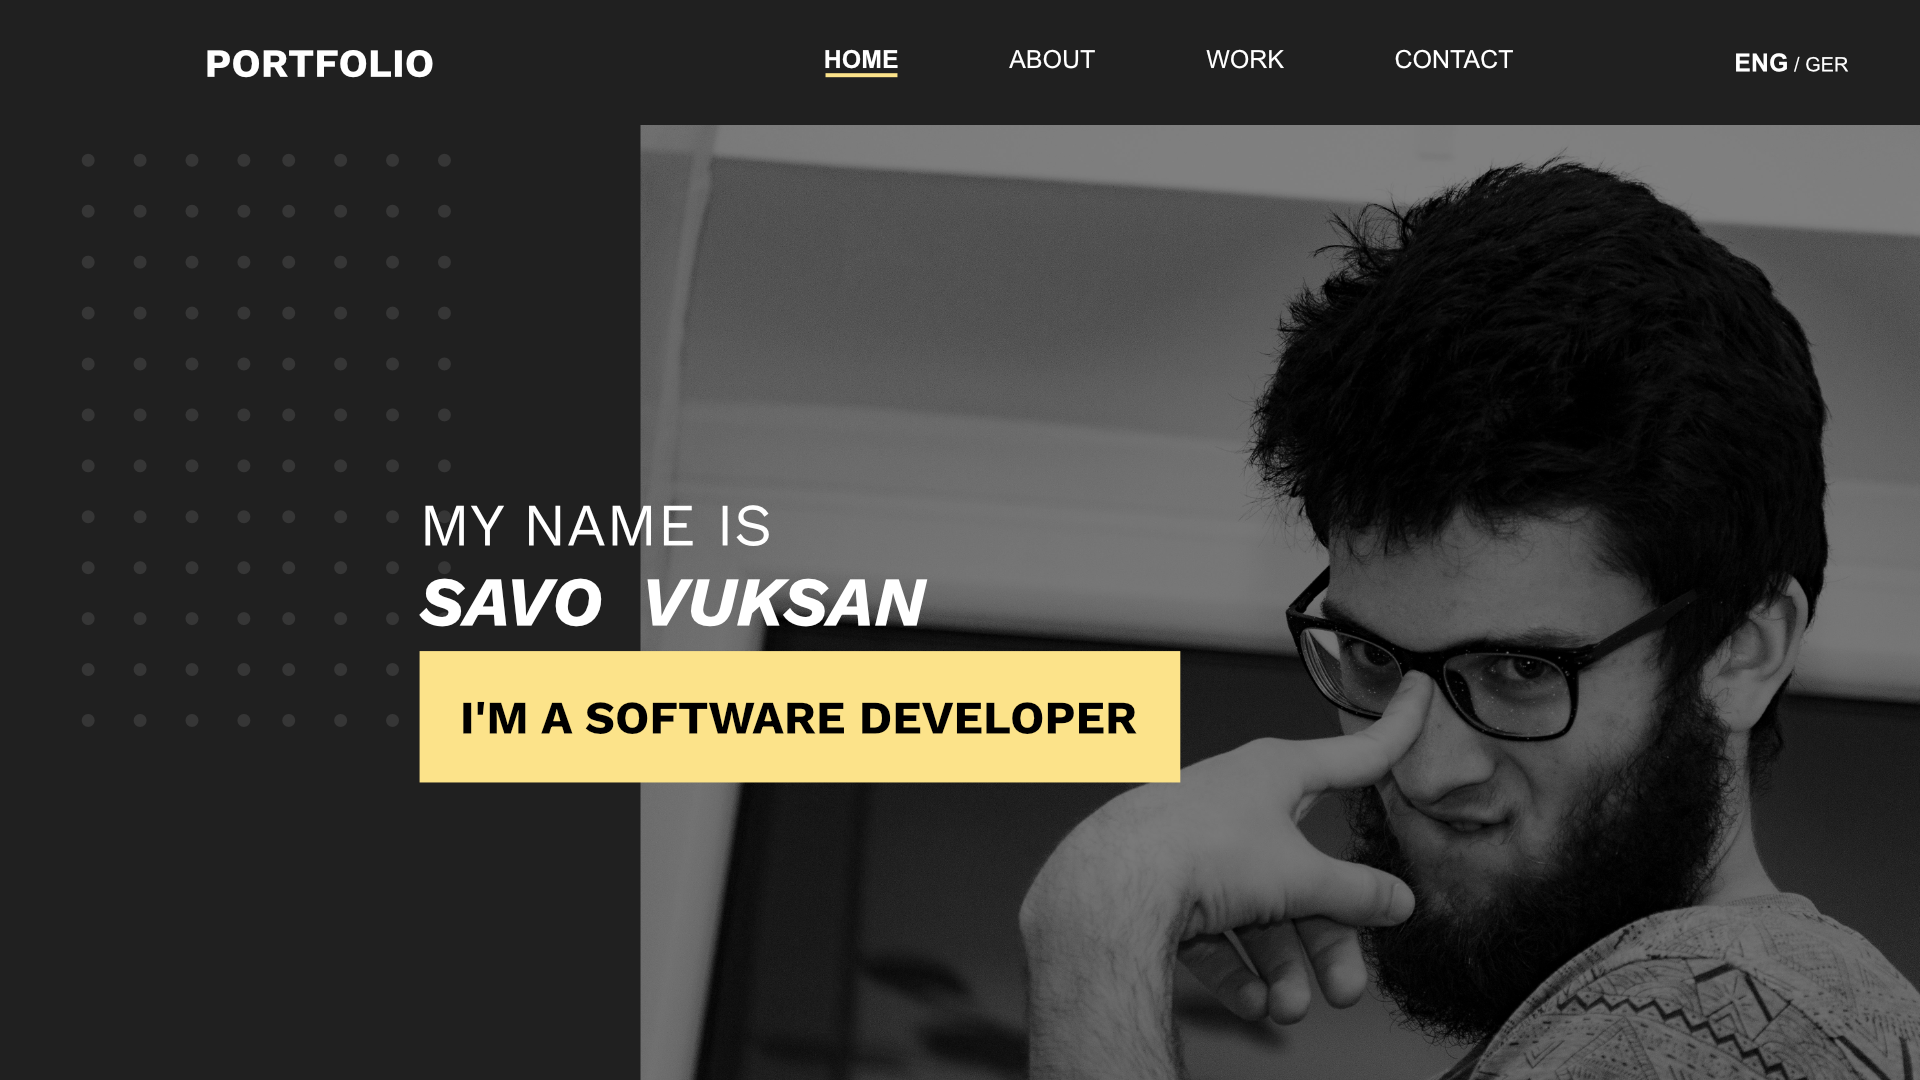 PORTFOLIO
HOME ABOUT WORK CONTACT
ENG / GER
MY NAME IS
SAVO VUKSAN
I'M A SOFTWARE DEVELOPER